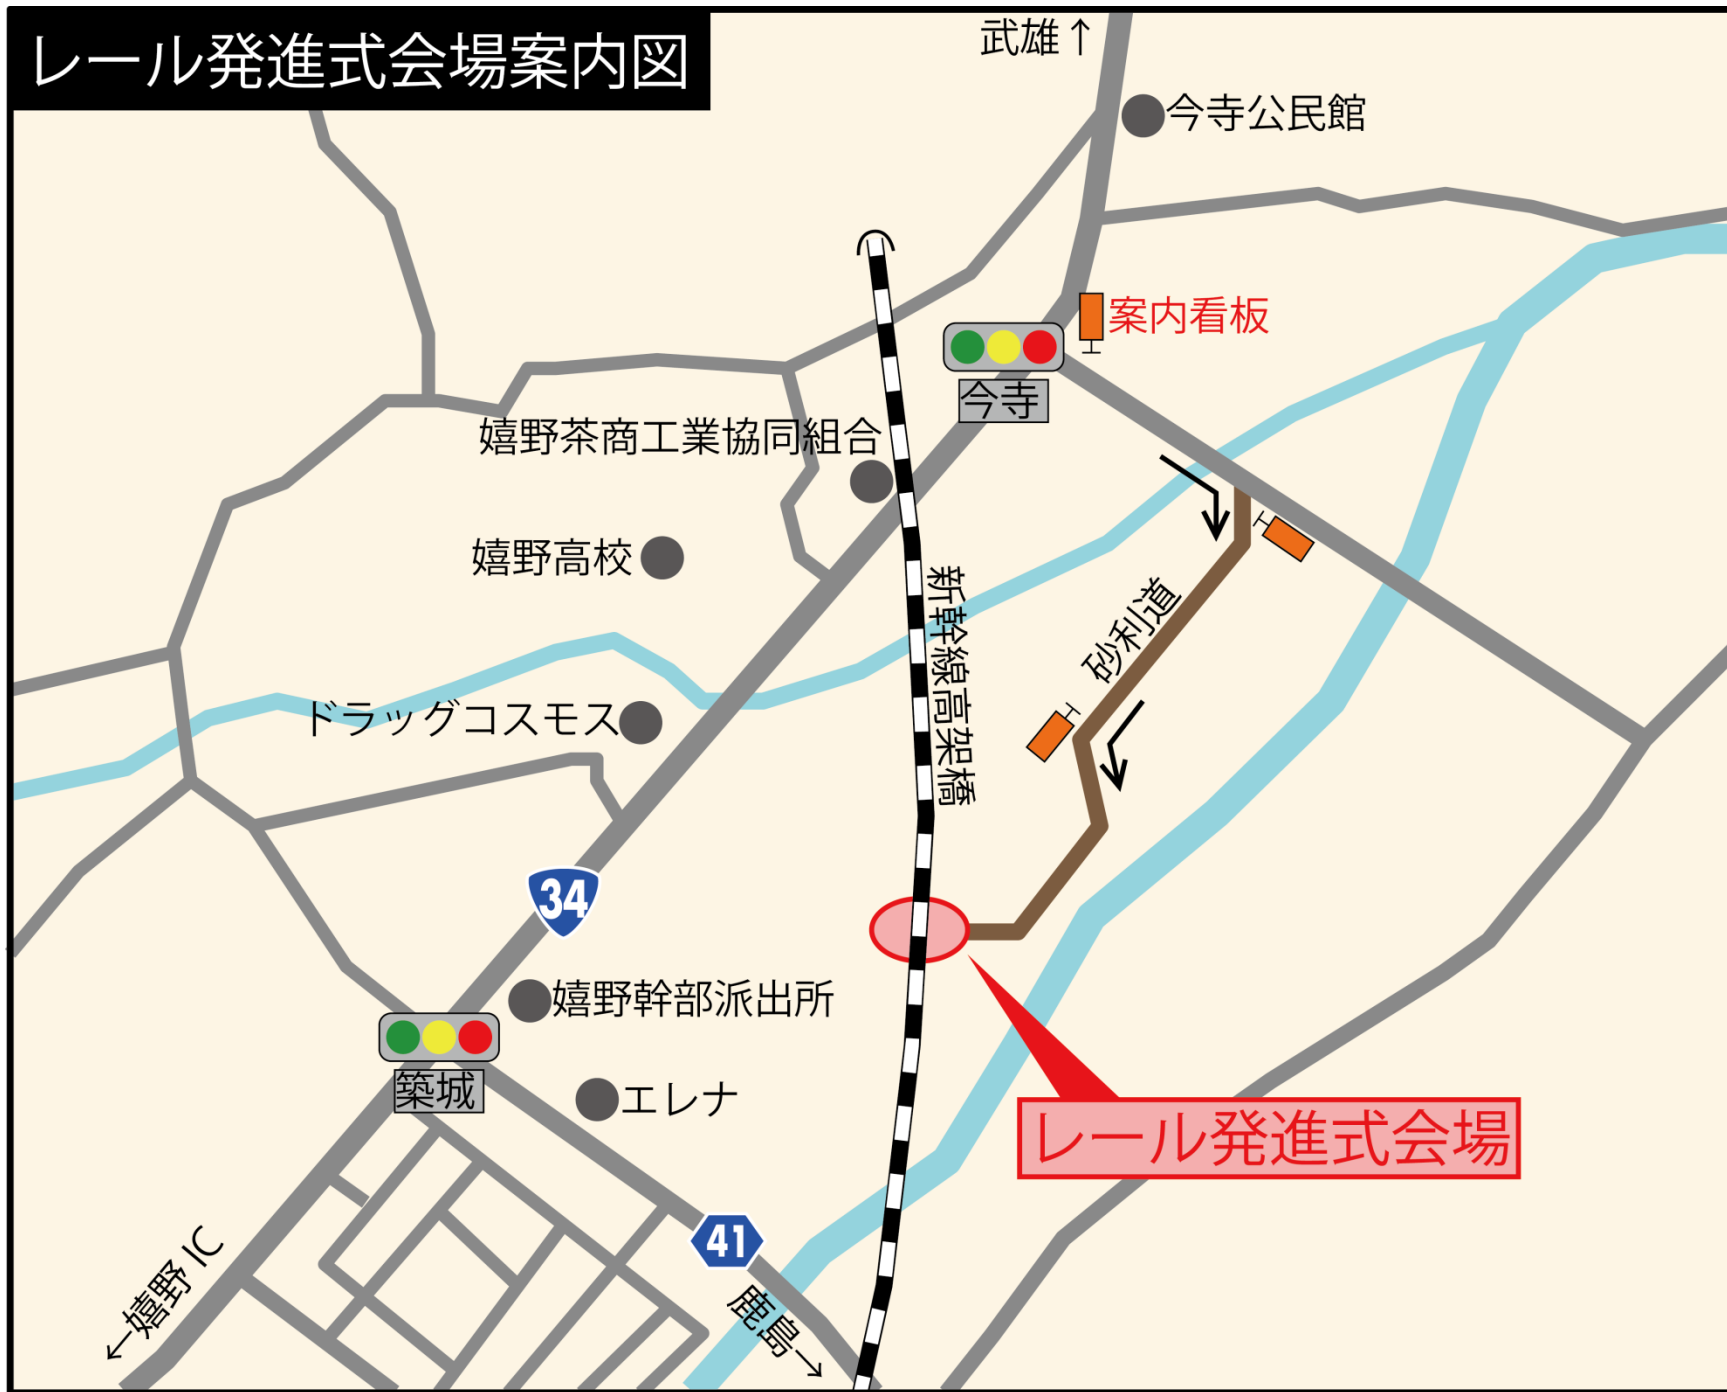 レール発進式会場案内図
武雄↑
今寺公民館
案内看板
今寺
嬉野茶商工業協同組合
嬉野高校
新幹線高架橋
砂利道
ドラッグコスモス
34
嬉野幹部派出所
築城
エレナ
レール発進式会場
41
←嬉野 IC
鹿島→